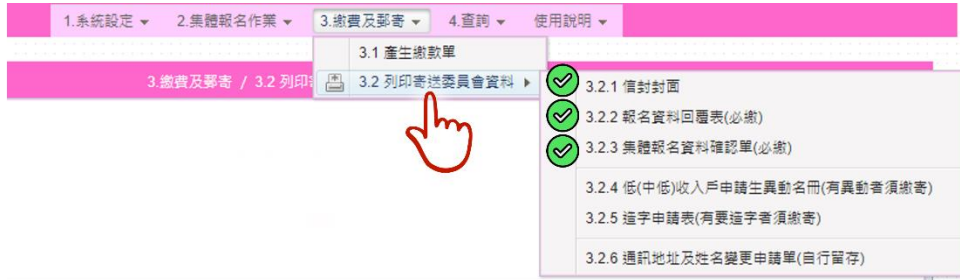 1.系統設定 2.集體報名作業 3.繳費及郵寄 4.查詢 使用說明
3.1 產生繳款單
3.繳費及郵寄 / 3.2 列印
3.2 列印寄送委員會資料
3.2.1 信封封面
3.2.2 報名資料回覆表(必繳)
3.2.3 集體報名資料確認單(必繳)
3.2.4 低(中低)收入戶申請生異動名冊(有異動者須繳寄)
3.2.5 造字申請表(有要造字者須繳寄)
3.2.6 通訊地址及姓名變更申請單(自行留存)